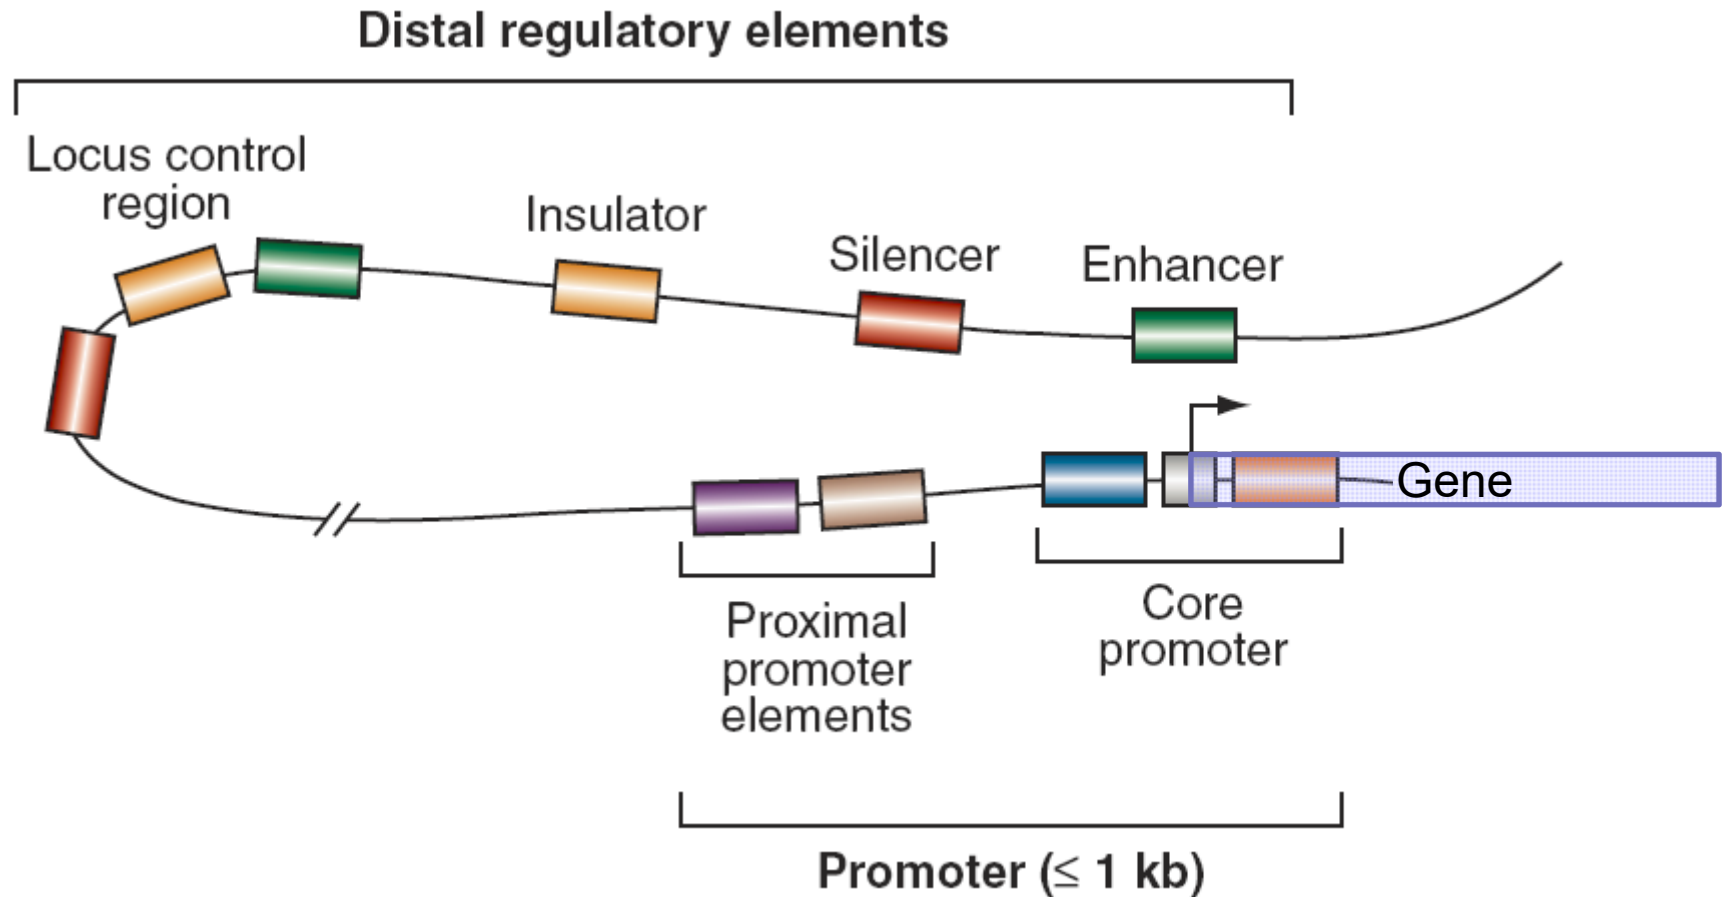 Distal regulatory elements
Locus control
region
Insulator
Silencer
Enhancer
Gene
Proximal
promoter
elements
Core
promoter
Promoter (≤ 1 kb)